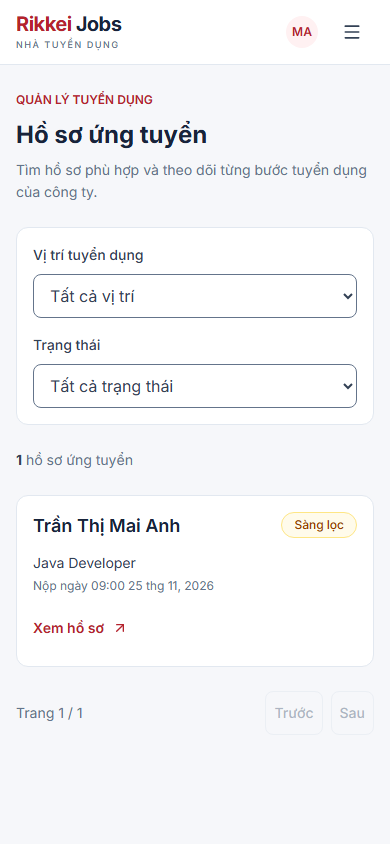 Rikkei Jobs
NHÀ TUYỂN DỤNG
MA
QUẢN LÝ TUYỂN DỤNG
Hồ sơ ứng tuyển
Tìm hồ sơ phù hợp và theo dõi từng bước tuyển dụng
của công ty.
Vị trí tuyển dụng
Tất cả vị trí
Trạng thái
Tất cả trạng thái
1 hồ sơ ứng tuyển
Trần Thị Mai Anh
Sàng lọc
Java Developer
Nộp ngày 09:00 25 thg 11, 2026
Xem hồ sơ
Trang 1 / 1
Trước
Sau